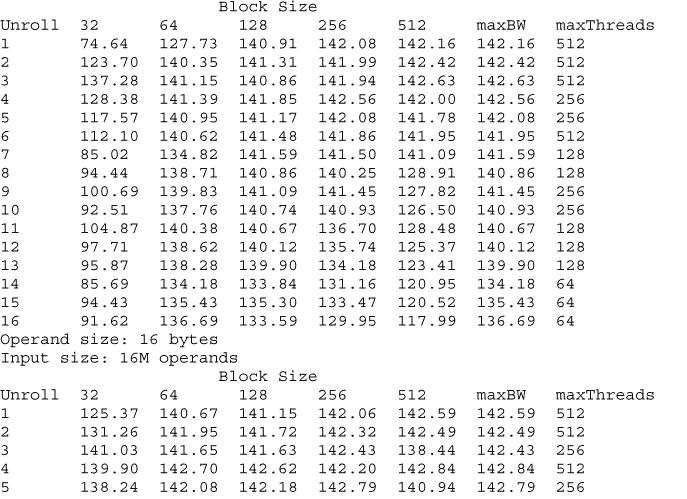 Block Size
Unroll 32 64 128 256 512 maxBW maxThreads
1 74.64 127.73 140.91 142.08 142.16 142.16 512
2 123.70 140.35 141.31 141.99 142.42 142.42 512
3 137.28 141.15 140.86 141.94 142.63 142.63 512
4 128.38 141.39 141.85 142.56 142.00 142.56 256
5 117.57 140.95 141.17 142.08 141.78 142.08 256
6 112.10 140.62 141.48 141.86 141.95 141.95 512
7 85.02 134.82 141.59 141.50 141.09 141.59 128
8 94.44 138.71 140.86 140.25 128.91 140.86 128
9 100.69 139.83 141.09 141.45 127.82 141.45 256
10 92.51 137.76 140.74 140.93 126.50 140.93 256
11 104.87 140.38 140.67 136.70 128.48 140.67 128
12 97.71 138.62 140.12 135.74 125.37 140.12 128
13 95.87 138.28 139.90 134.18 123.41 139.90 128
14 85.69 134.18 133.84 131.16 120.95 134.18 64
15 94.43 135.43 135.30 133.47 120.52 135.43 64
16 91.62 136.69 133.59 129.95 117.99 136.69 64
Operand size: 16 bytes
Input size: 16M operands
Block Size
Unroll 32 64 128 256 512 maxBW maxThreads
1 125.37 140.67 141.15 142.06 142.59 142.59 512
2 131.26 141.95 141.72 142.32 142.49 142.49 512
3 141.03 141.65 141.63 142.43 138.44 142.43 256
4 139.90 142.70 142.62 142.20 142.84 142.84 512
5 138.24 142.08 142.18 142.79 140.94 142.79 256